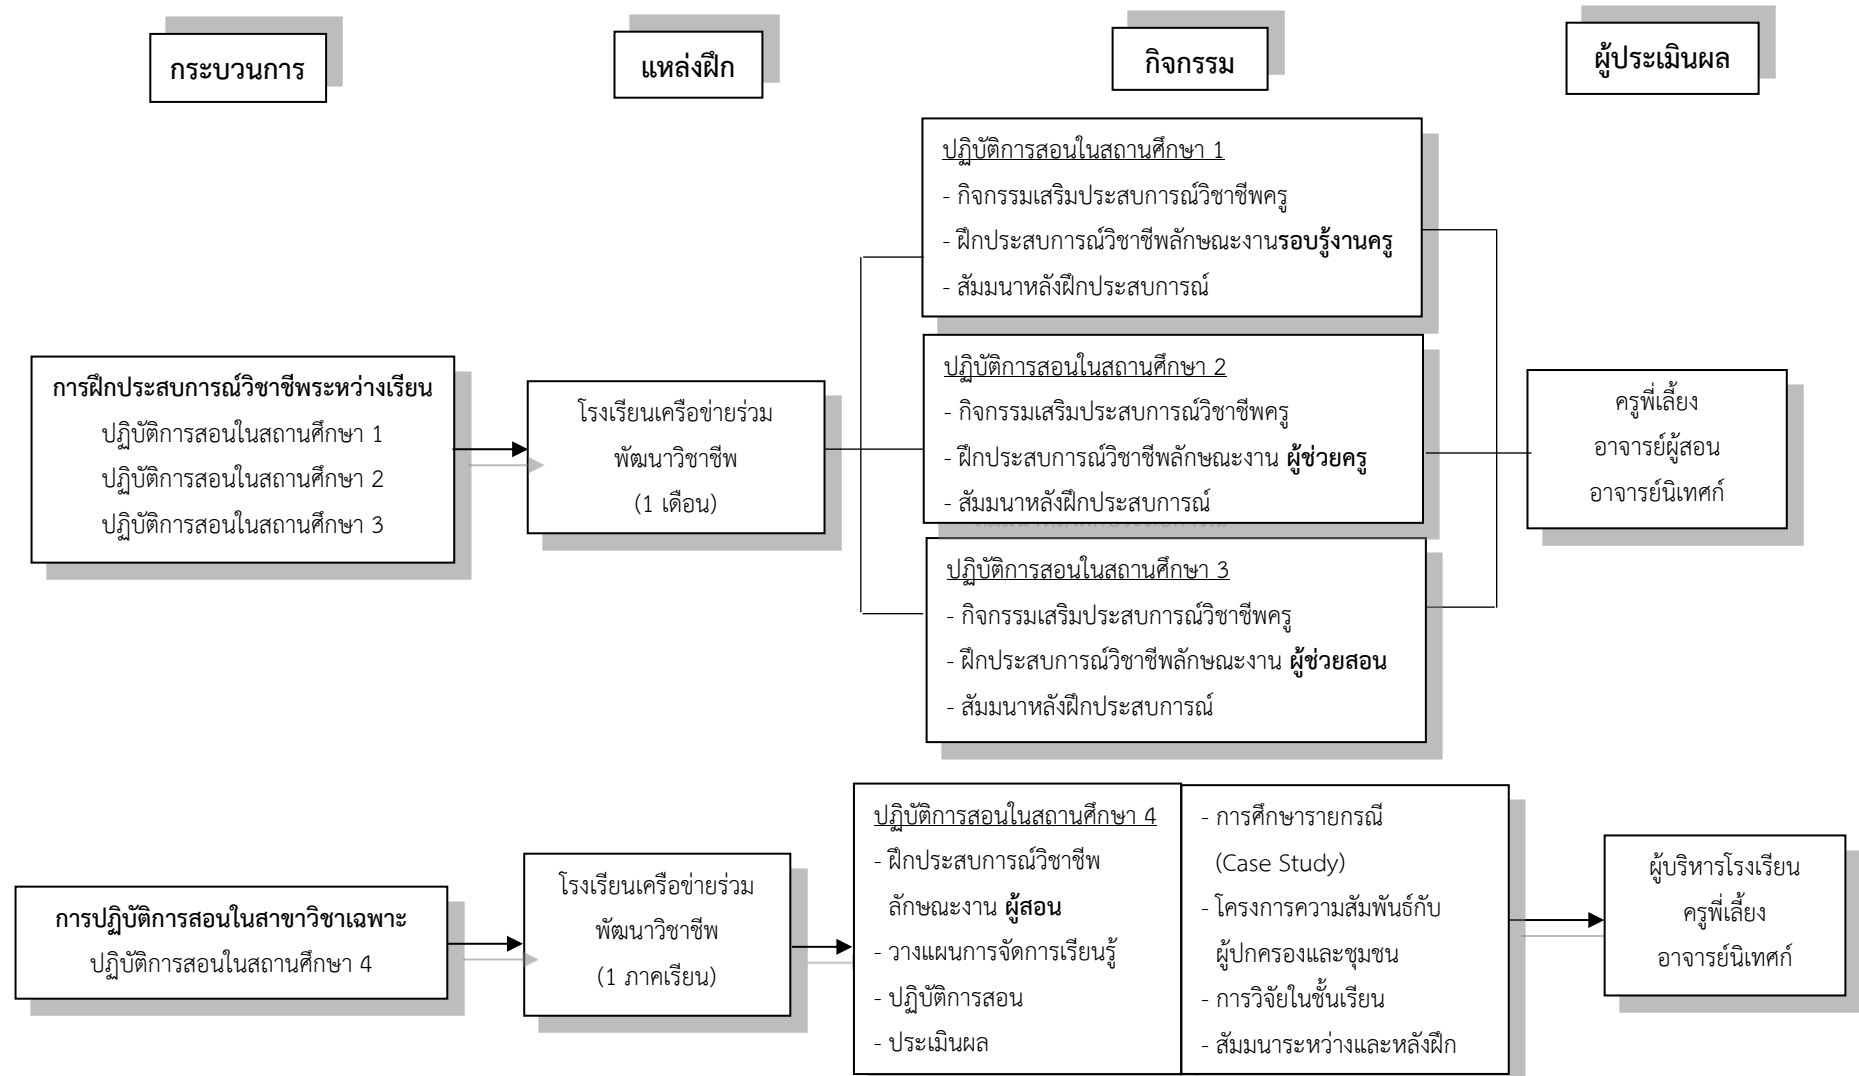 กระบวนการ
แหล่งฝึก
กิจกรรม
ผู้ประเมินผล
การฝึกประสบการณ์วิชาชีพระหว่างเรียน
ปฏิบัติการสอนในสถานศึกษา 1
ปฏิบัติการสอนในสถานศึกษา 2
ปฏิบัติการสอนในสถานศึกษา 3
โรงเรียนเครือข่ายร่วม
พัฒนาวิชาชีพ
(1 เดือน)
ปฏิบัติการสอนในสถานศึกษา 1
- กิจกรรมเสริมประสบการณ์วิชาชีพครู
- ฝึกประสบการณ์วิชาชีพลักษณะงานรอบรู้งานครู
- สัมมนาหลังฝึกประสบการณ์
ปฏิบัติการสอนในสถานศึกษา 2
- กิจกรรมเสริมประสบการณ์วิชาชีพครู
- ฝึกประสบการณ์วิชาชีพลักษณะงาน ผู้ช่วยครู
- สัมมนาหลังฝึกประสบการณ์
ปฏิบัติการสอนในสถานศึกษา 3
- กิจกรรมเสริมประสบการณ์วิชาชีพครู
- ฝึกประสบการณ์วิชาชีพลักษณะงาน ผู้ช่วยสอน
- สัมมนาหลังฝึกประสบการณ์
ครูพี่เลี้ยง
อาจารย์ผู้สอน
อาจารย์นิเทศก์
การปฏิบัติการสอนในสาขาวิชาเฉพาะ
ปฏิบัติการสอนในสถานศึกษา 4
โรงเรียนเครือข่ายร่วม
พัฒนาวิชาชีพ
(1 ภาคเรียน)
ปฏิบัติการสอนในสถานศึกษา 4
- ฝึกประสบการณ์วิชาชีพ
ลักษณะงาน ผู้สอน
- วางแผนการจัดการเรียนรู้
- ปฏิบัติการสอน
- ประเมินผล
- การศึกษารายกรณี
(Case Study)
- โครงการความสัมพันธ์กับ
ผู้ปกครองและชุมชน
- การวิจัยในชั้นเรียน
- สัมมนาระหว่างและหลังฝึก
ผู้บริหารโรงเรียน
ครูพี่เลี้ยง
อาจารย์นิเทศก์